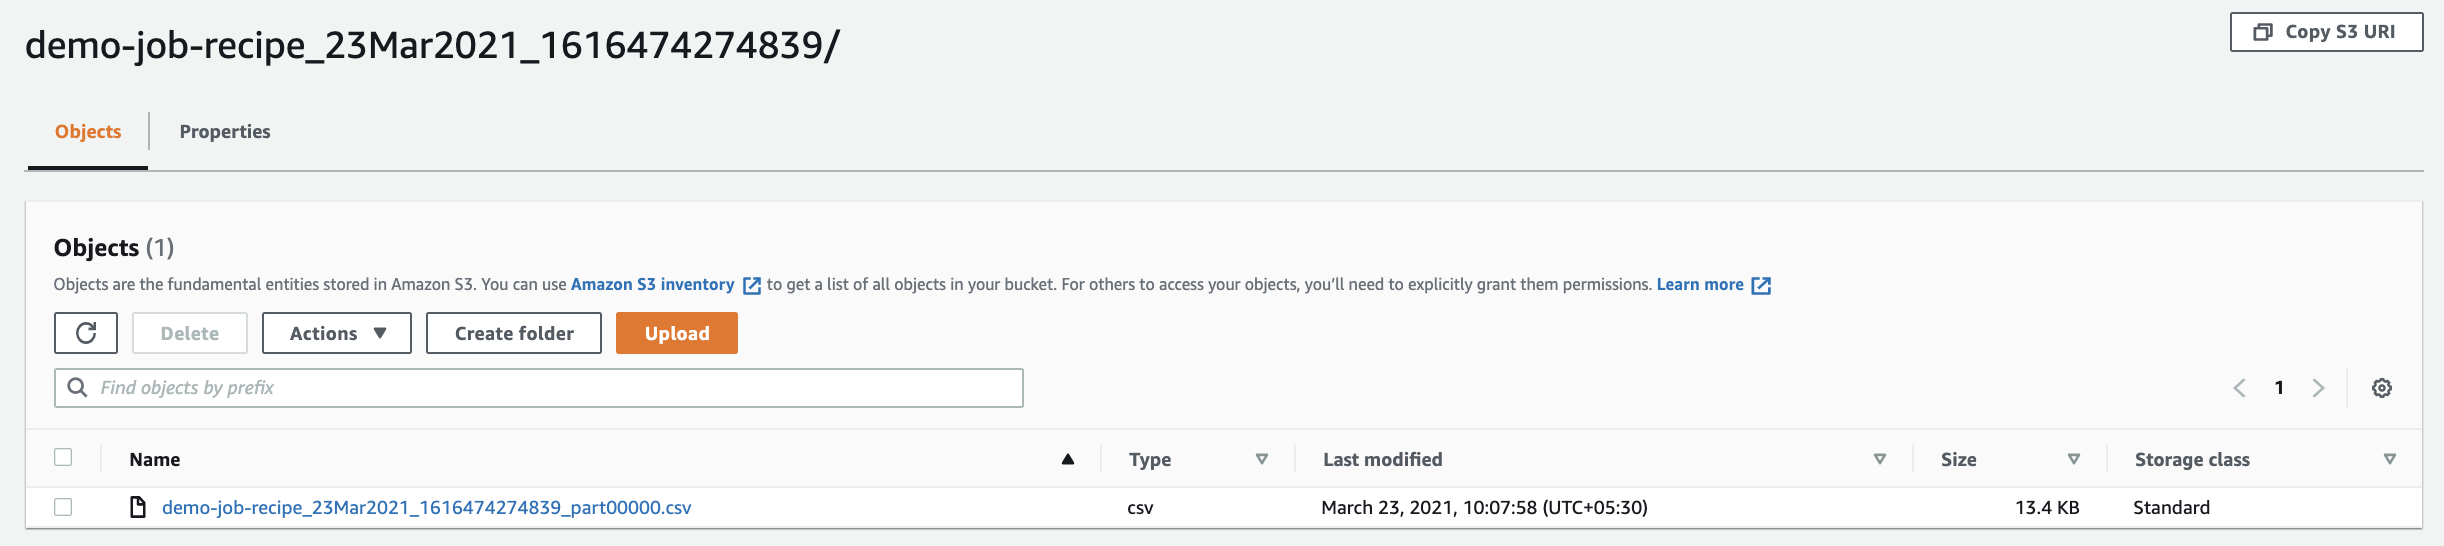 demo-job-recipe_23Mar2021_1616474274839/
Copy S3 URI
Objects
Properties
Objects (1)
Objects are the fundamental entities stored in Amazon S3. You can use Amazon S3 inventory to get a list of all objects in your bucket. For others to access your objects, you'll need to explicitly grant them permissions. Learn more
Delete
Actions
Create folder
Upload
Find objects by prefix
1
Name
Type
Last modified
Size
Storage class
demo-job-recipe_23Mar2021_1616474274839_part00000.csv
csv
March 23, 2021, 10:07:58 (UTC+05:30)
13.4 KB
Standard